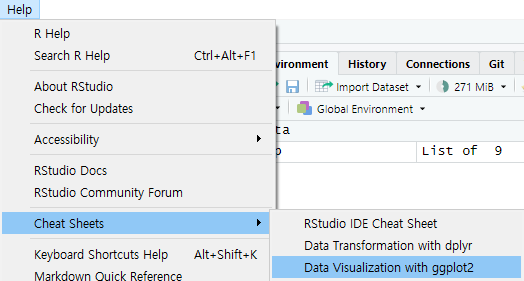 Help
R Help
Search R Help Ctrl+Alt+F1
About RStudio
Check for Updates
Accessibility
RStudio Docs
RStudio Community Forum
Cheat Sheets
Keyboard Shortcuts Help Alt+Shift+K
Markdown Quick Reference
vironment History Connections Git
Import Dataset 271 MiB
Global Environment
ta
List of 9
RStudio IDE Cheat Sheet
Data Transformation with dplyr
Data Visualization with ggplot2